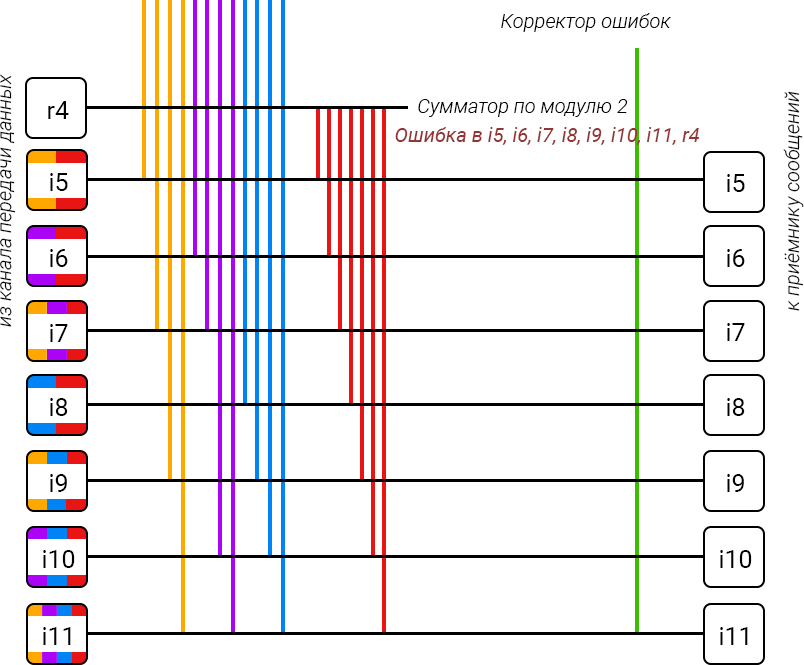 Корректор ошибок
из канала передачи данных
к приёмнику сообщений
r4
Сумматор по модулю 2
Ошибка в i5, i6, i7, i8, i9, i10, i11, r4
i5
i5
i6
i6
i7
i7
i8
i8
i9
i9
i10
i10
i11
i11